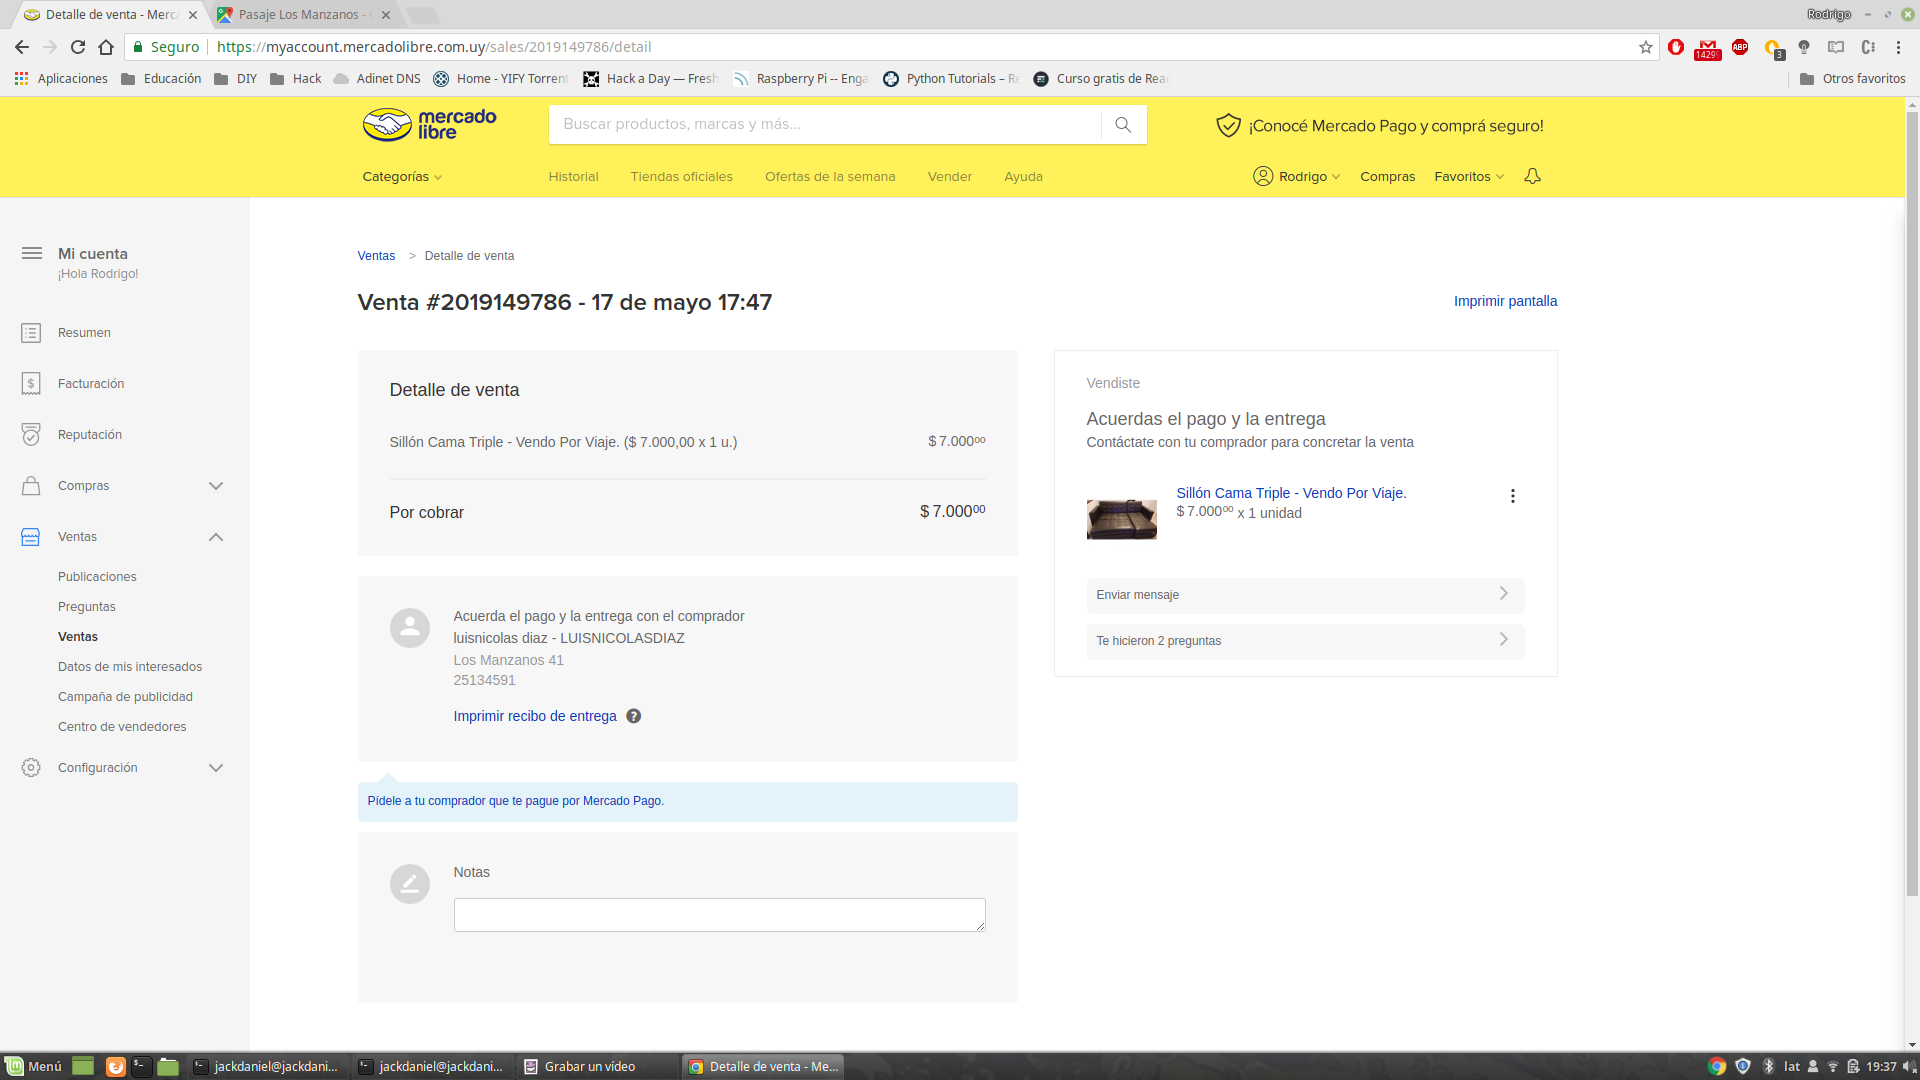 Detalle de venta - Merc
Pasaje Los Manzanos -
Rodrigo
Seguro
https://myaccount.mercadolibre.com.uy/sales/2019149786/detail
1429
ABP
3
Aplicaciones
Educación
DIY
Hack
Adinet DNS
Home - YIFY Torrent
Hack a Day — Fresh
Raspberry Pi -- Enga
Python Tutorials – Re
Curso gratis de Reac
Otros favoritos
mercado
libre
Buscar productos, marcas y más...
¡Conocé Mercado Pago y comprá seguro!
Categorías
Historial
Tiendas oficiales
Ofertas de la semana
Vender
Ayuda
Rodrigo
Compras
Favoritos
Mi cuenta
¡Hola Rodrigo!
Resumen
Facturación
Reputación
Compras
Ventas
Publicaciones
Preguntas
Ventas
Datos de mis interesados
Campaña de publicidad
Centro de vendedores
Configuración
Ventas > Detalle de venta
Venta #2019149786 - 17 de mayo 17:47
Imprimir pantalla
Detalle de venta
Sillón Cama Triple - Vendo Por Viaje. ($ 7.000,00 x 1 u.)
$ 7.000⁰⁰
Por cobrar
$ 7.000⁰⁰
Acuerda el pago y la entrega con el comprador
luisnicolas diaz - LUISNICOLASDIAZ
Los Manzanos 41
25134591
Imprimir recibo de entrega ?
Pídele a tu comprador que te pague por Mercado Pago.
Notas
Vendiste
Acuerdas el pago y la entrega
Contáctate con tu comprador para concretar la venta
Sillón Cama Triple - Vendo Por Viaje.
$ 7.000⁰⁰ x 1 unidad
Enviar mensaje
Te hicieron 2 preguntas
Menú
jackdaniel@jackdani...
jackdaniel@jackdani...
Grabar un vídeo
Detalle de venta - Me...
lat
19:37